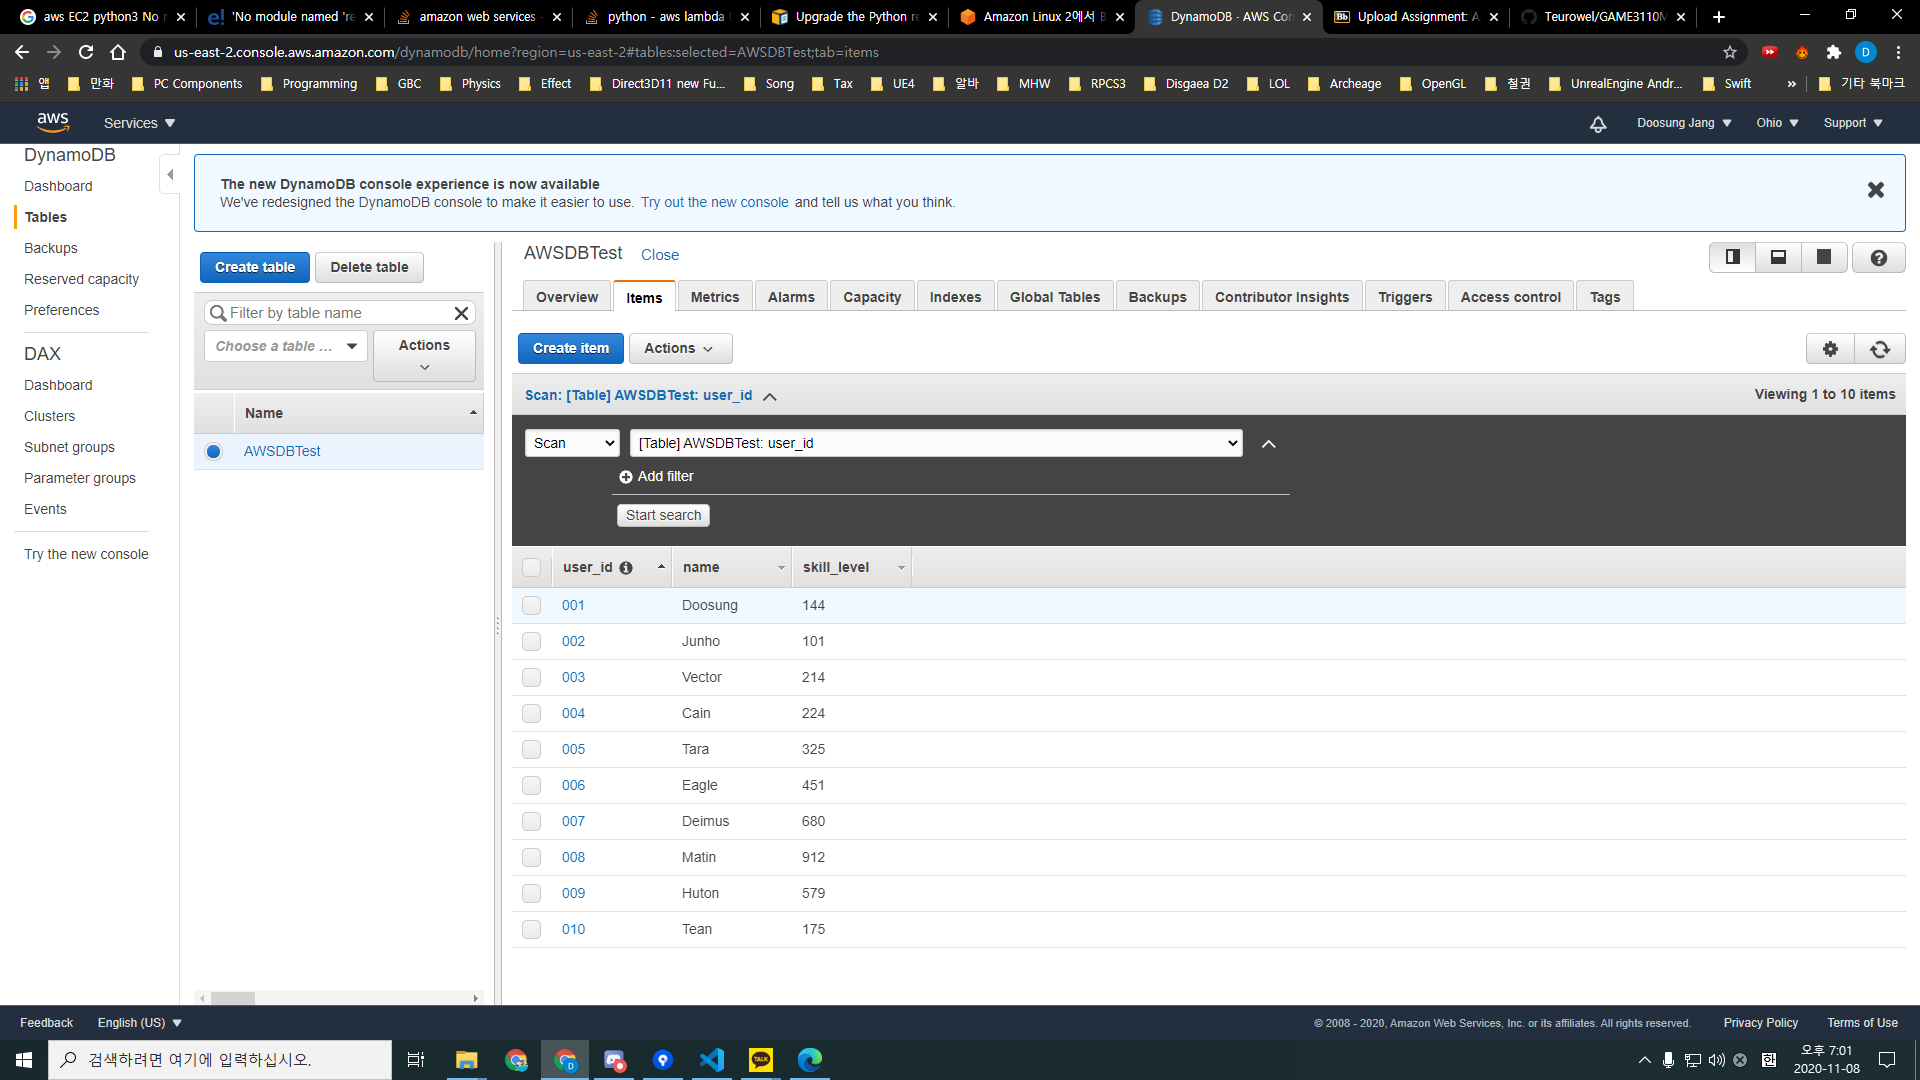 aws EC2 python3 No
'No module named 're
amazon web services
python - aws lambda
Upgrade the Python re
Amazon Linux 2에서
DynamoDB · AWS Con
Bb Upload Assignment: A
Teurowel/GAME3110M
us-east-2.console.aws.amazon.com/dynamodb/home?region=us-east-2#tables:selected=AWSDBTest;tab=items
D
앱 만화 PC Components Programming GBC Physics Effect Direct3D11 new Fu... Song Tax UE4 알바 MHW RPCS3 Disgaea D2 LOL Archeage OpenGL 철권 UnrealEngine Andr... Swift » 기타 북마크
aws Services Doosung Jang Ohio Support
DynamoDB
Dashboard
Tables
Backups
Reserved capacity
Preferences
DAX
Dashboard
Clusters
Subnet groups
Parameter groups
Events
Try the new console
The new DynamoDB console experience is now available
We've redesigned the DynamoDB console to make it easier to use. Try out the new console and tell us what you think.
Create table Delete table
Filter by table name
Choose a table ... Actions
Name
AWSDBTest
AWSDBTest Close
Overview Items Metrics Alarms Capacity Indexes Global Tables Backups Contributor Insights Triggers Access control Tags
Create item Actions
Scan: [Table] AWSDBTest: user_id Viewing 1 to 10 items
Scan [Table] AWSDBTest: user_id
Add filter
Start search
user_id name skill_level
001 Doosung 144
002 Junho 101
003 Vector 214
004 Cain 224
005 Tara 325
006 Eagle 451
007 Deimus 680
008 Matin 912
009 Huton 579
010 Tean 175
Feedback English (US) © 2008 - 2020, Amazon Web Services, Inc. or its affiliates. All rights reserved. Privacy Policy Terms of Use
검색하려면 여기에 입력하십시오.
D
TALK
한
오후 7:01
2020-11-08